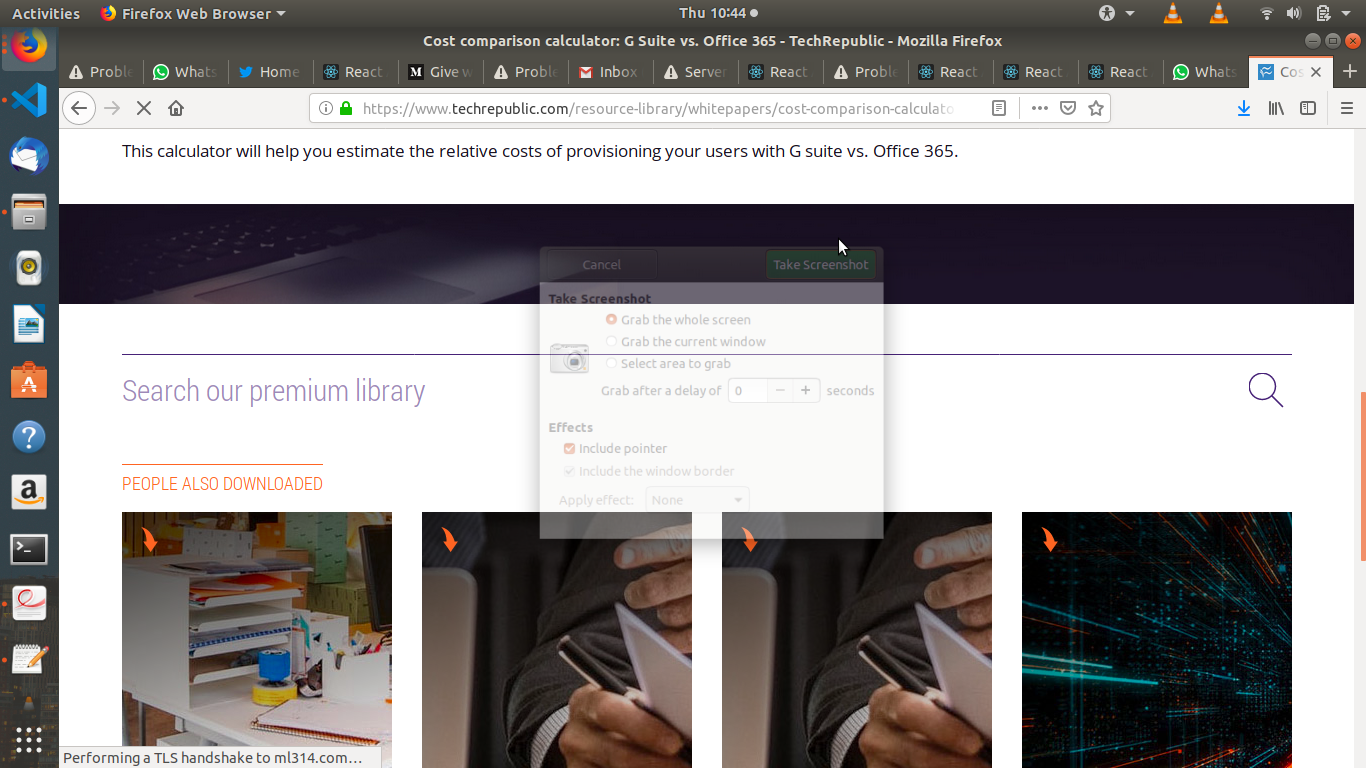 Activities Firefox Web Browser Thu 10:44
Cost comparison calculator: G Suite vs. Office 365 - TechRepublic - Mozilla Firefox
Proble Whats Home React Give w Proble Inbox Server React Proble React React React Whats Cos
https://www.techrepublic.com/resource-library/whitepapers/cost-comparison-calculato
This calculator will help you estimate the relative costs of provisioning your users with G suite vs. Office 365.
Cancel Take Screenshot
Take Screenshot
Grab the whole screen
Grab the current window
Select area to grab
Grab after a delay of 0 seconds
Effects
Include pointer
Include the window border
Apply effect: None
Search our premium library
PEOPLE ALSO DOWNLOADED
Performing a TLS handshake to ml314.com…